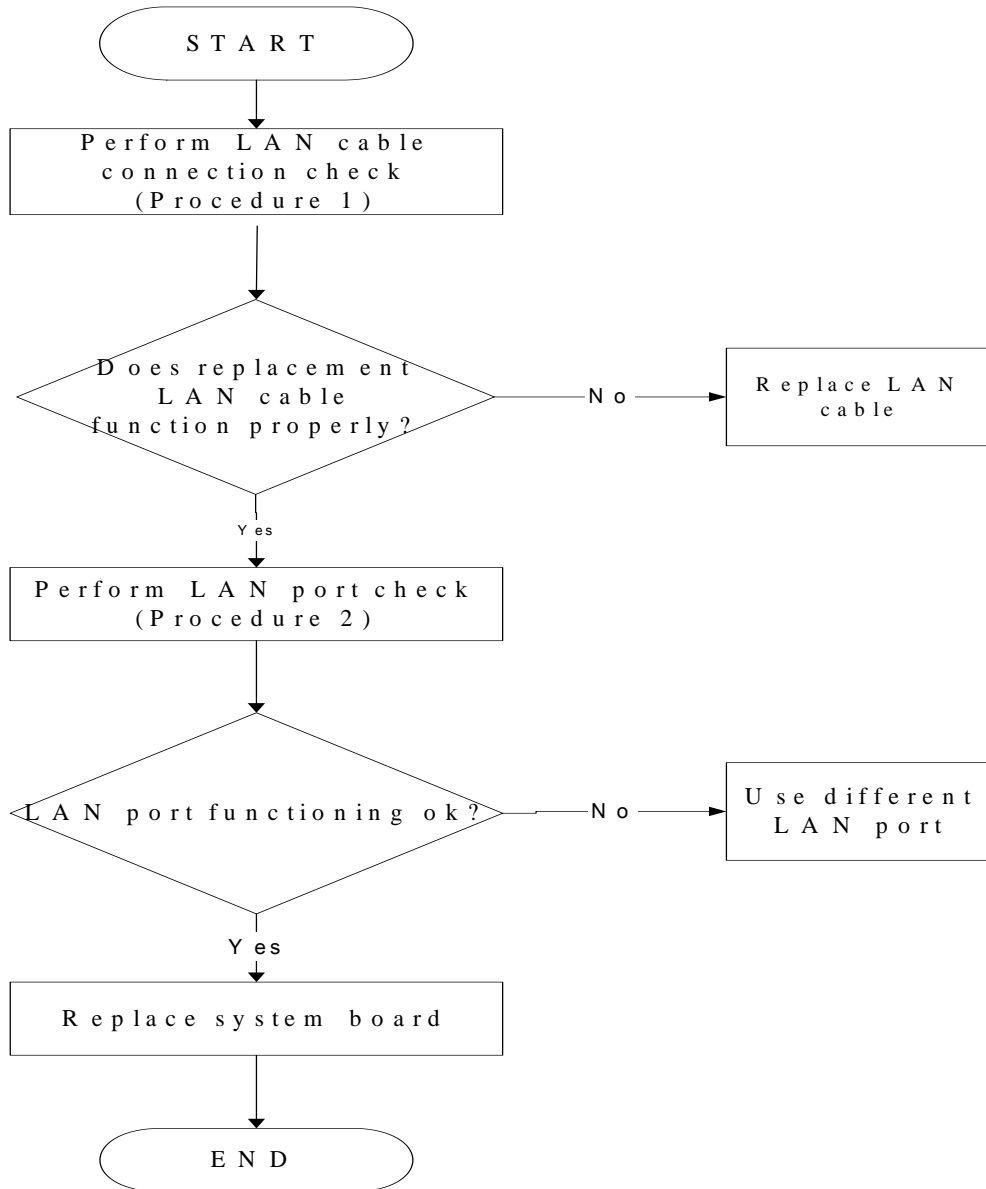 START
Perform LAN cable
connection check
(Procedure 1)
Does replacement
LAN cable
function properly?
No
Replace LAN
cable
Yes
Perform LAN port check
(Procedure 2)
LAN port functioning ok?
No
Use different
LAN port
Yes
Replace system board
END